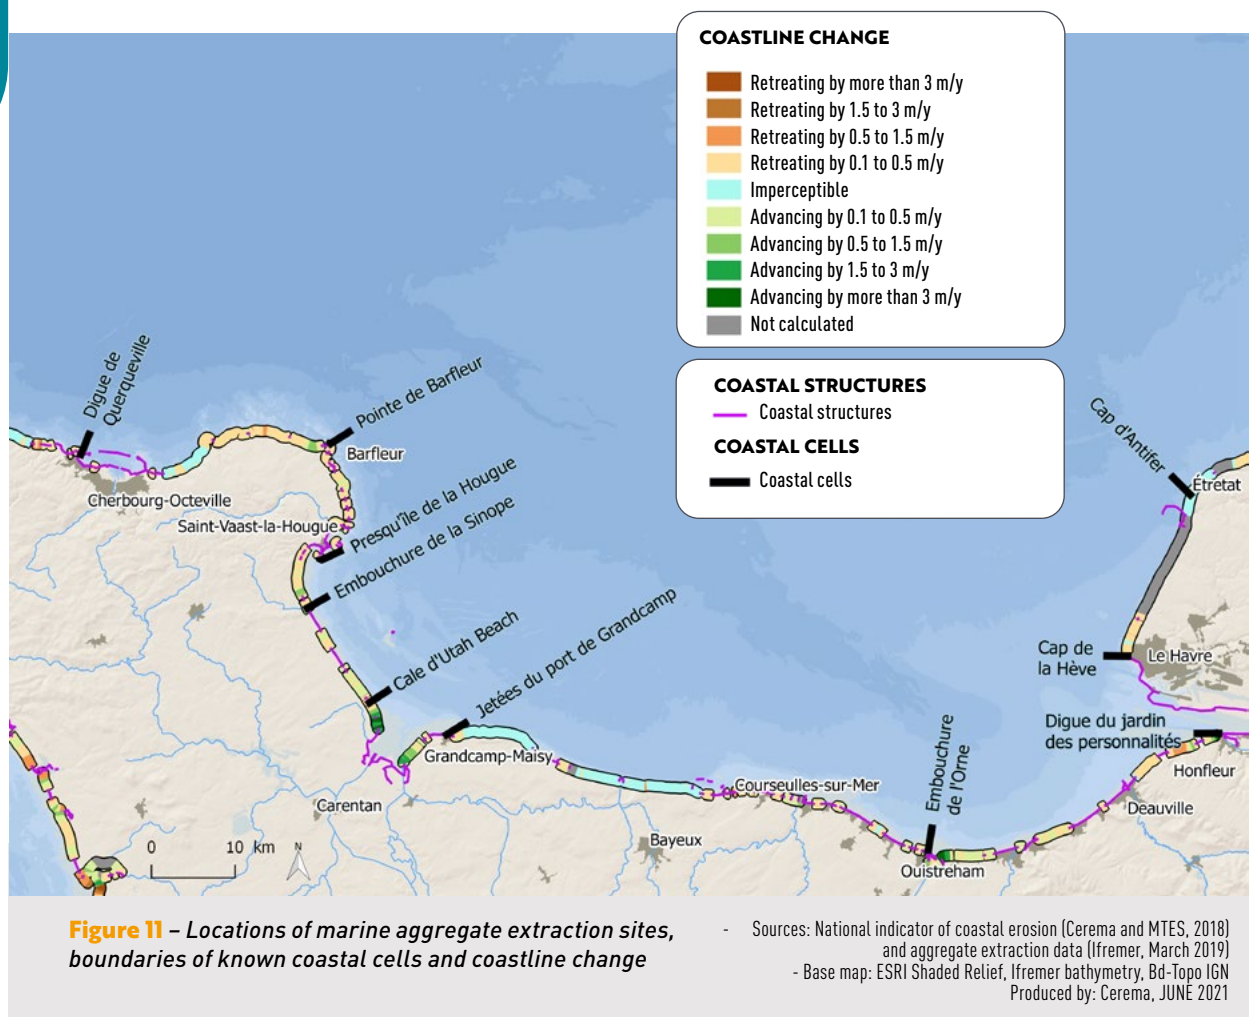 COASTLINE CHANGE
Retreating by more than 3 m/y
Retreating by 1.5 to 3 m/y
Retreating by 0.5 to 1.5 m/y
Retreating by 0.1 to 0.5 m/y
Imperceptible
Advancing by 0.1 to 0.5 m/y
Advancing by 0.5 to 1.5 m/y
Advancing by 1.5 to 3 m/y
Advancing by more than 3 m/y
Not calculated
COASTAL STRUCTURES
Coastal structures
COASTAL CELLS
Coastal cells
Digue de
Querqueville
Pointe de Barfleur
Barfleur
Cherbourg-Octeville
Saint-Vaast-la-Hougue
Presqu'île de la Hougue
Embouchure de la Sinope
Cale d'Utah Beach
Jetées du port de Grandcamp
Grandcamp-Maisy
Carentan
Bayeux
Courseulles-sur-Mer
Embouchure
de l'Orne
Ouistreham
Cap d'Antifer
Étretat
Cap de
la Hève
Le Havre
Digue du jardin
des personnalités
Honfleur
Deauville
0 10 km
N
Figure 11 – Locations of marine aggregate extraction sites,
boundaries of known coastal cells and coastline change
- Sources: National indicator of coastal erosion (Cerema and MTES, 2018)
and aggregate extraction data (Ifremer, March 2019)
- Base map: ESRI Shaded Relief, Ifremer bathymetry, Bd-Topo IGN
Produced by: Cerema, JUNE 2021